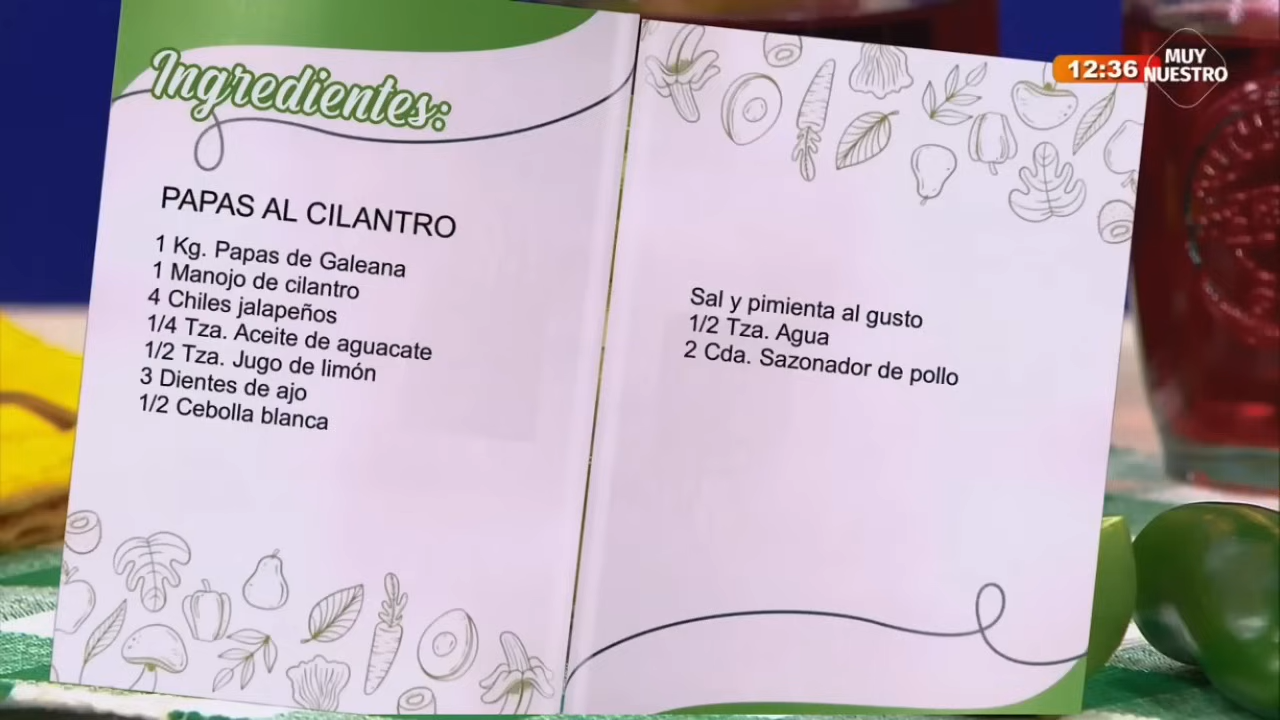 Ingredientes:
PAPAS AL CILANTRO
1 Kg. Papas de Galeana
1 Manojo de cilantro
4 Chiles jalapeños
1/4 Tza. Aceite de aguacate
1/2 Tza. Jugo de limón
3 Dientes de ajo
1/2 Cebolla blanca
Sal y pimienta al gusto
1/2 Tza. Agua
2 Cda. Sazonador de pollo
12:36
MUY
NUESTRO